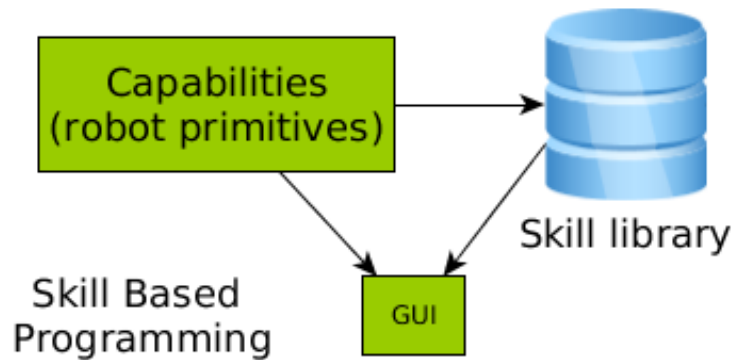 Capabilities
(robot primitives)
Skill library
GUI
Skill Based
Programming